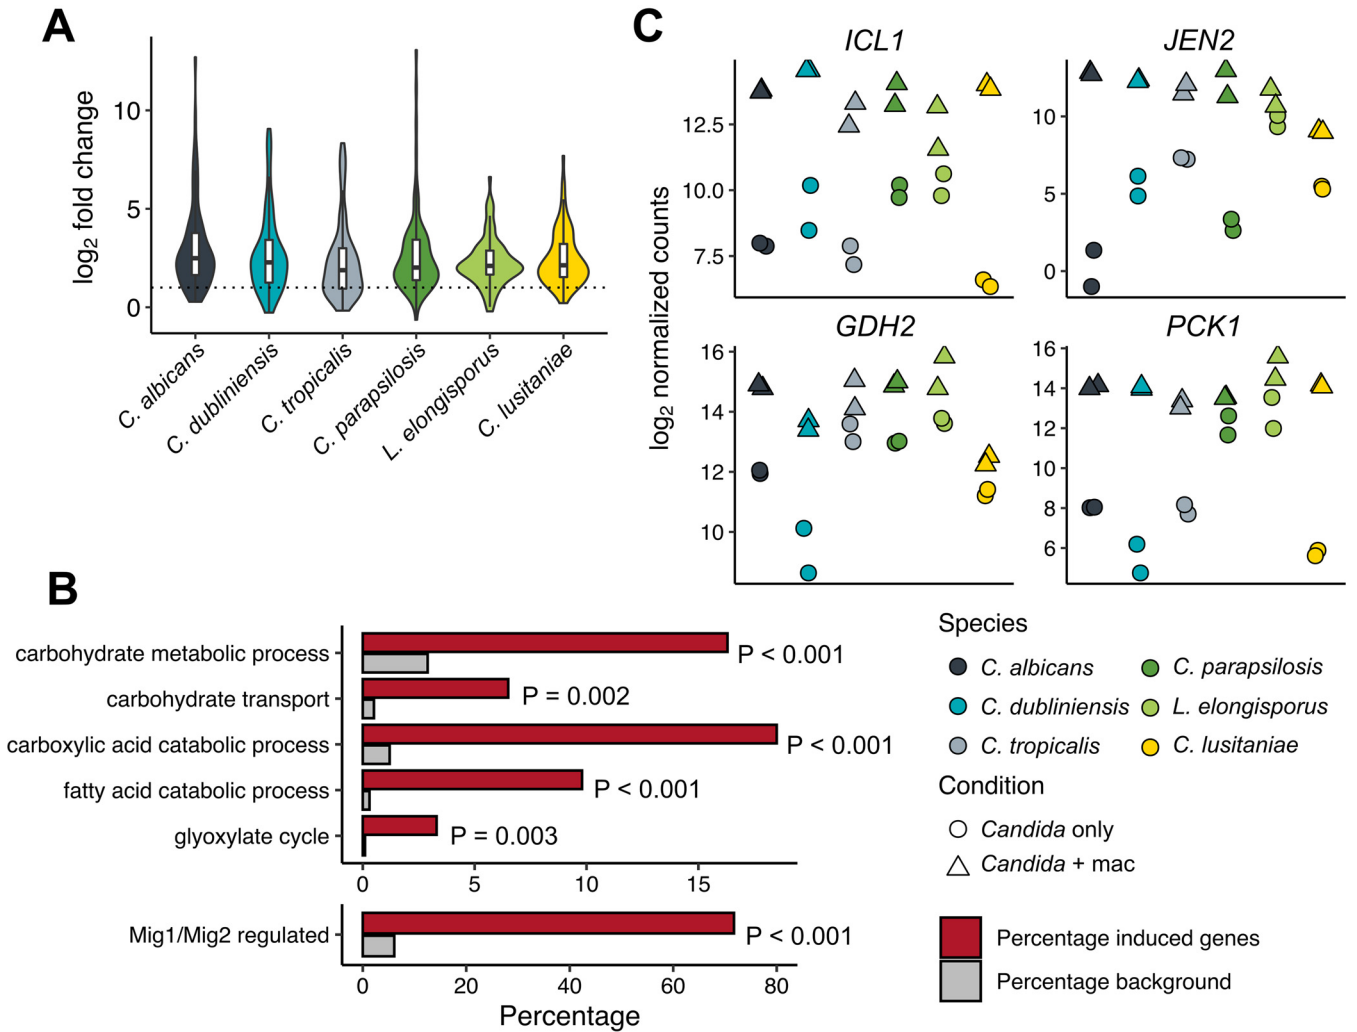 A
log2 fold change
10
5
0
C. albicans
C. dubliniensis
C. tropicalis
C. parapsilosis
L. elongisporus
C. lusitaniae
B
carbohydrate metabolic process
P < 0.001
carbohydrate transport
P = 0.002
carboxylic acid catabolic process
P < 0.001
fatty acid catabolic process
P < 0.001
glyoxylate cycle
P = 0.003
0 5 10 15
Mig1/Mig2 regulated
P < 0.001
0 20 40 60 80
Percentage
C
log2 normalized counts
ICL1
12.5
10.0
7.5
JEN2
10
5
0
GDH2
16
14
12
10
PCK1
16
14
12
10
8
6
Species
C. albicans
C. dubliniensis
C. tropicalis
C. parapsilosis
L. elongisporus
C. lusitaniae
Condition
Candida only
Candida + mac
Percentage induced genes
Percentage background